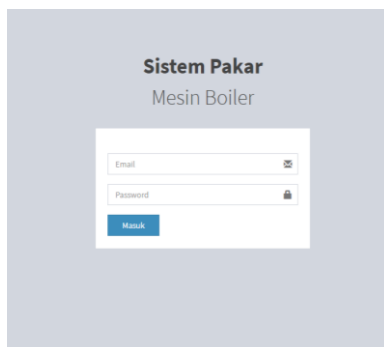 Sistem Pakar
Mesin Boiler
Email
Password
Masuk